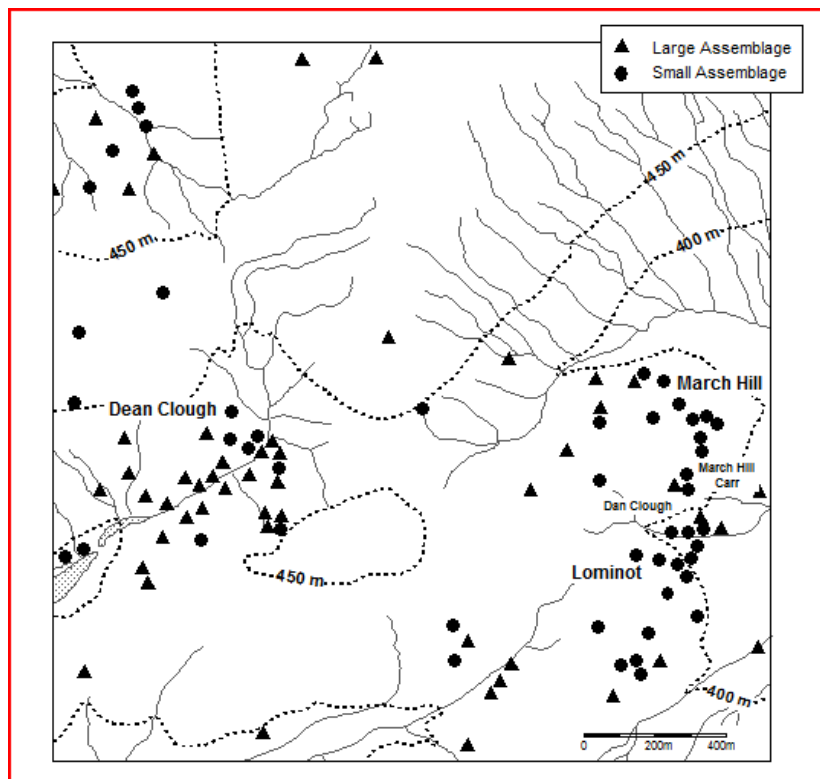 Large Assemblage
Small Assemblage
450 m
400 m
450 m
March Hill
Dean Clough
March Hill
Carr
Dan Clough
Lominot
450 m
400 m
0 200m 400m